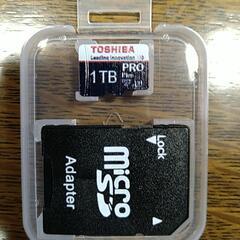 TOSHIBA
Leading Innovation
1TB
PRO
Lock
micro
SD
Adapter